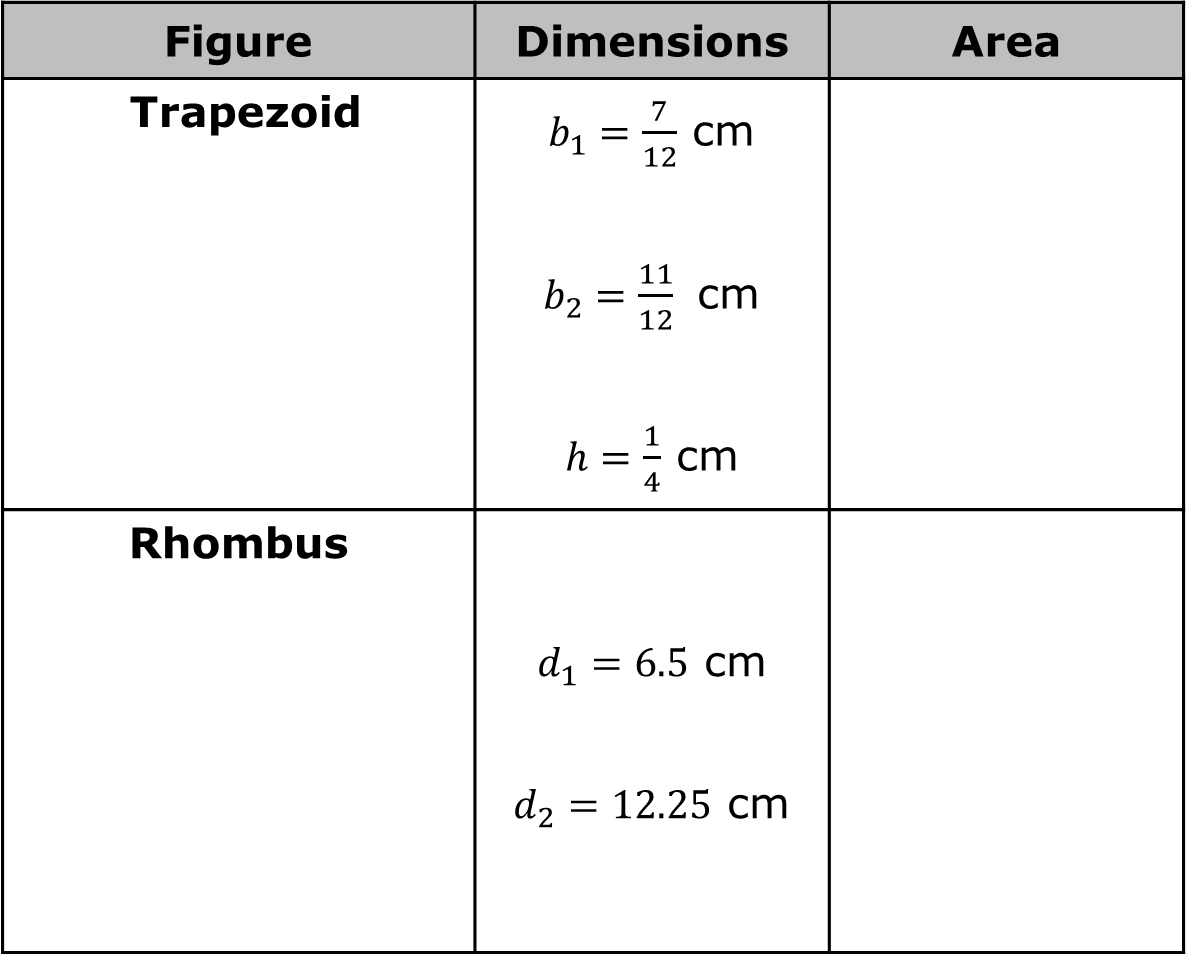 Figure Dimensions Area
Trapezoid
b₁ = 7/12 cm
b₂ = 11/12 cm
h = 1/4 cm
Rhombus
d₁ = 6.5 cm
d₂ = 12.25 cm